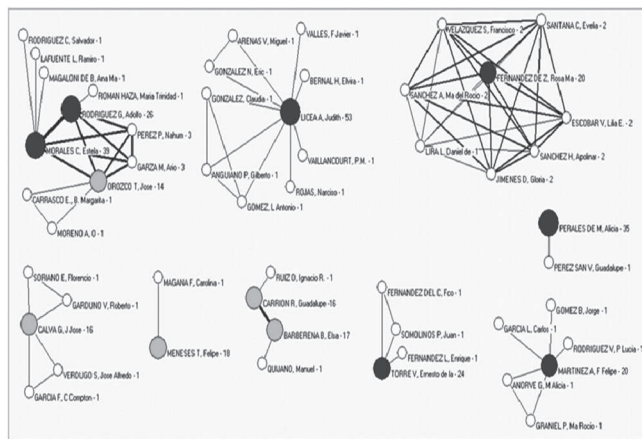 RODRIGUEZ C, Salvador - 1
LAFUENTE L, Ramiro - 1
MAGALONI DE B, Ana Ma - 1
ROMAN HAZA, Maria Trinidad - 1
RODRIGUEZ G, Adolfo - 26
MORALES C, Estela - 39
PEREZ P, Nahum - 3
GARZA M, Ario - 3
OROZCO T, Jose - 14
CARRASCO E., B. Margarita - 1
MORENO A, O - 1
ARENAS V, Miguel - 1
VALLES, F Javier - 1
GONZALEZ N, Eric - 1
BERNAL H, Elvira - 1
GONZALEZ, Claudia - 1
LICEA A, Judith - 53
VAILLANCOURT, P.M. - 1
ANGUIANO P, Gilberto - 1
ROJAS, Narciso - 1
GOMEZ, L Antonio - 1
VELAZQUEZ S, Francisco - 2
SANTANA C, Evelia - 2
FERNANDEZ DE Z, Rosa Ma - 20
SANCHEZ A, Ma del Rocio - 2
ESCOBAR V, Lilia E. - 2
LIRA L, Daniel de - 1
SANCHEZ H, Apolinar - 2
JIMENES D, Gloria - 2
PERALES DE M, Alicia - 35
PEREZ SAN V, Guadalupe - 1
SORIANO E, Florencio - 1
GARDUNO V, Roberto - 1
CALVA G, J Jose - 16
VERDUGO S, Jose Alfredo - 1
GARCIA F, C Compton - 1
MAGANA F, Carolina - 1
MENESES T, Felipe - 18
RUIZ O, Ignacio R. - 1
CARRION R, Guadalupe -16
BARBERENA B, Elsa - 17
QUIJANO, Manuel - 1
FERNANDEZ DEL C, Fco - 1
SOMOLINOS P, Juan - 1
FERNANDEZ L, Enrique - 1
TORRE V, Ernesto de la - 24
GOMEZ B, Jorge - 1
GARCIA L, Carlos - 1
RODRIGUEZ V, P Lucia - 1
MARTINEZ A, F Felipe - 20
ANORVE G, M Alicia - 1
GRANIEL P, Ma Rocio - 1